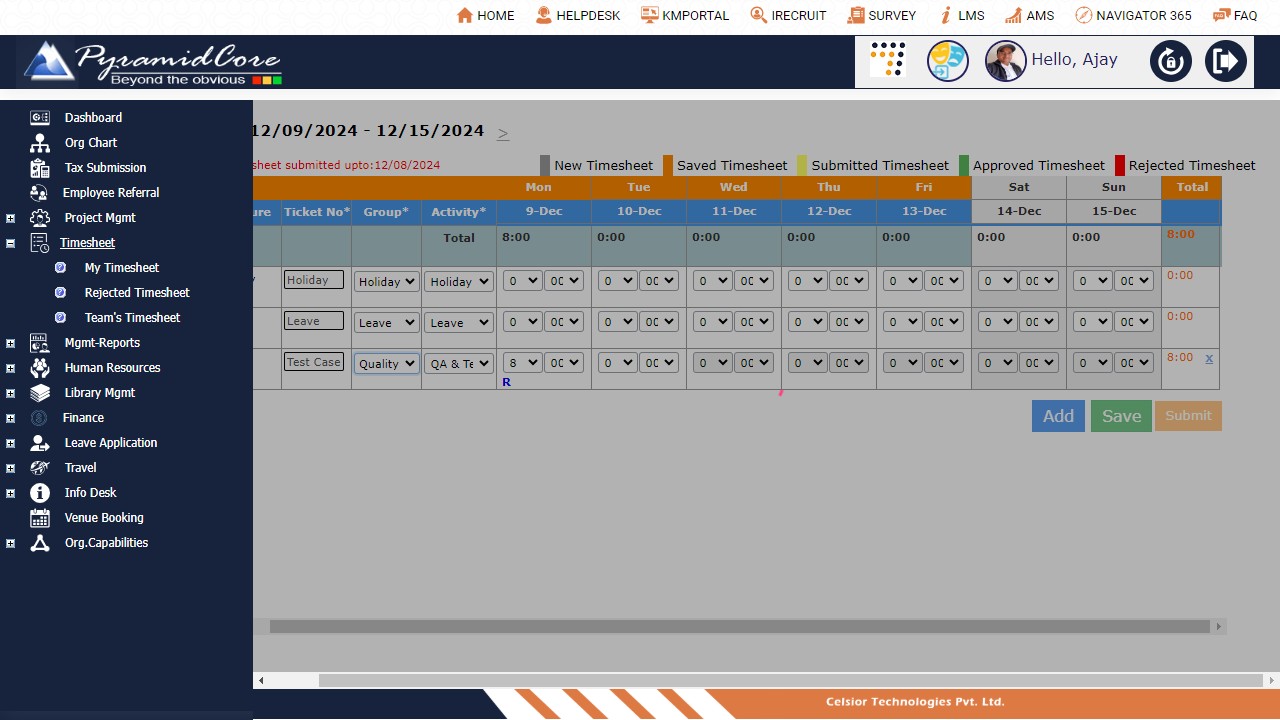 HOME HELPDESK KMPORTAL IRECRUIT SURVEY LMS AMS NAVIGATOR 365 FAQ
PyramidCore
Beyond the obvious
Hello, Ajay
Dashboard
Org Chart
Tax Submission
Employee Referral
Project Mgmt
Timesheet
My Timesheet
Rejected Timesheet
Team's Timesheet
Mgmt-Reports
Human Resources
Library Mgmt
Finance
Leave Application
Travel
Info Desk
Venue Booking
Org.Capabilities
12/09/2024 - 12/15/2024 >
sheet submitted upto:12/08/2024
New Timesheet Saved Timesheet Submitted Timesheet Approved Timesheet Rejected Timesheet
Mon Tue Wed Thu Fri Sat Sun Total
ure Ticket No* Group* Activity* 9-Dec 10-Dec 11-Dec 12-Dec 13-Dec 14-Dec 15-Dec
Total 8:00 0:00 0:00 0:00 0:00 0:00 0:00 8:00
y Holiday Holiday Holiday 0 00 0 00 0 00 0 00 0 00 0 00 0 00 0:00
Leave Leave Leave 0 00 0 00 0 00 0 00 0 00 0 00 0 00 0:00
Test Case Quality QA & Te 8 00 0 00 0 00 0 00 0 00 0 00 0 00 8:00 x
R
Add Save Submit
Celsior Technologies Pvt. Ltd.